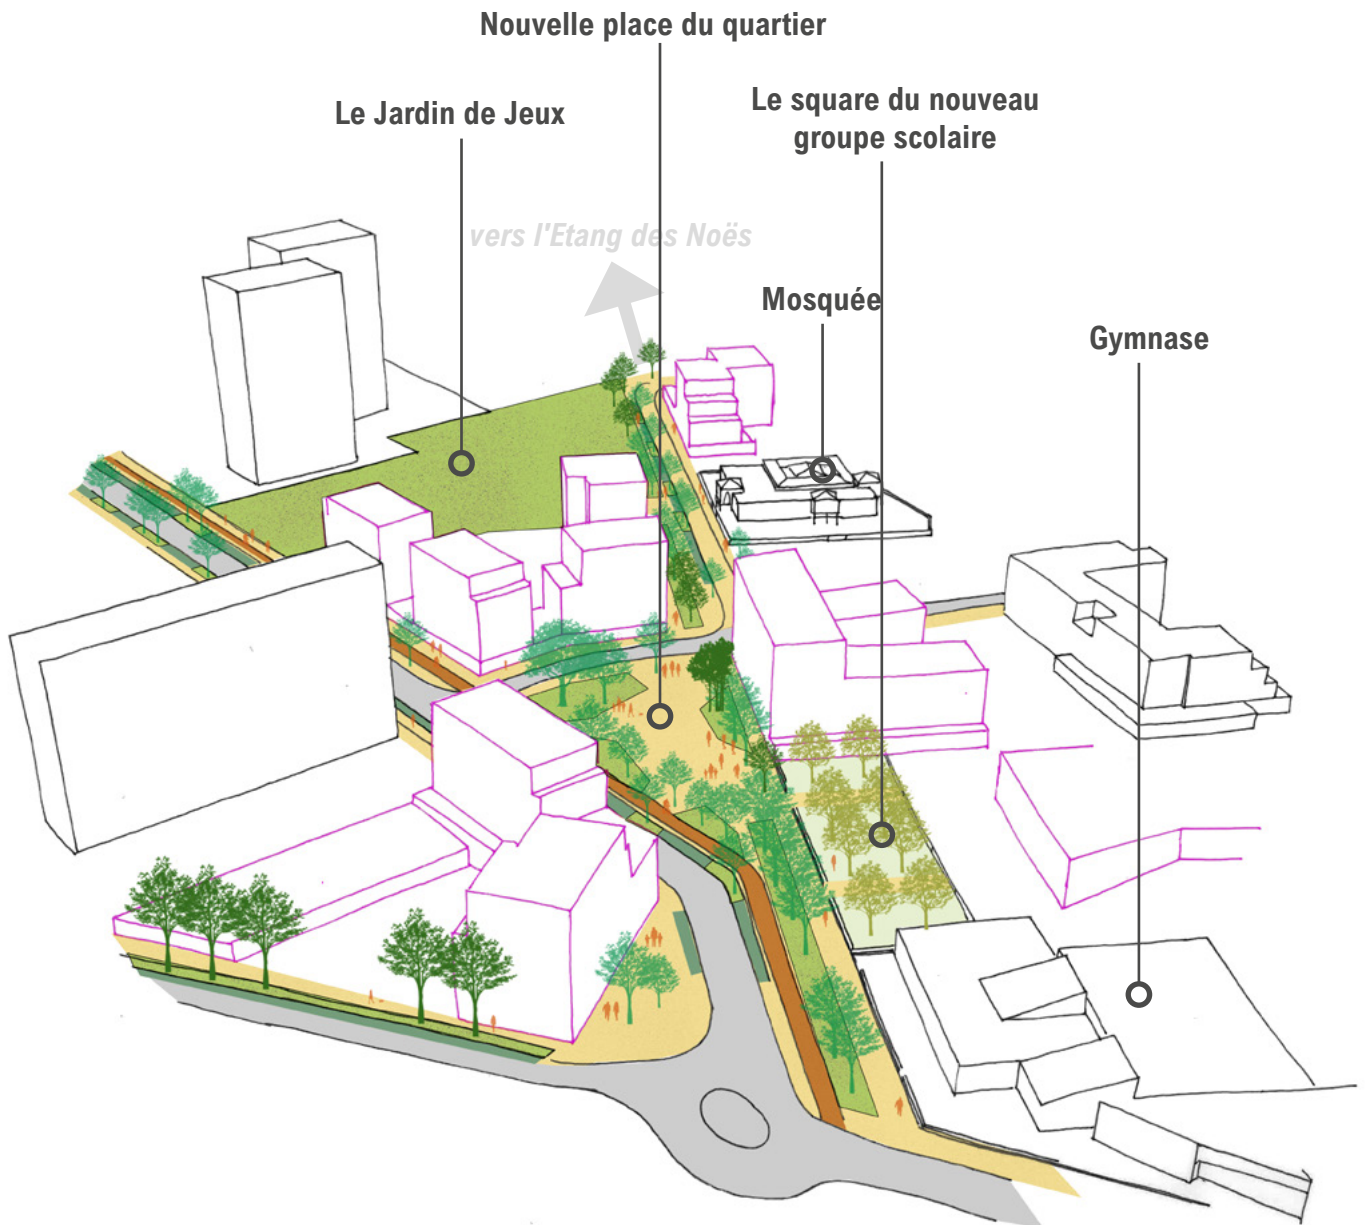 Nouvelle place du quartier
Le Jardin de Jeux
Le square du nouveau
groupe scolaire
vers l'Etang des Noës
Mosquée
Gymnase